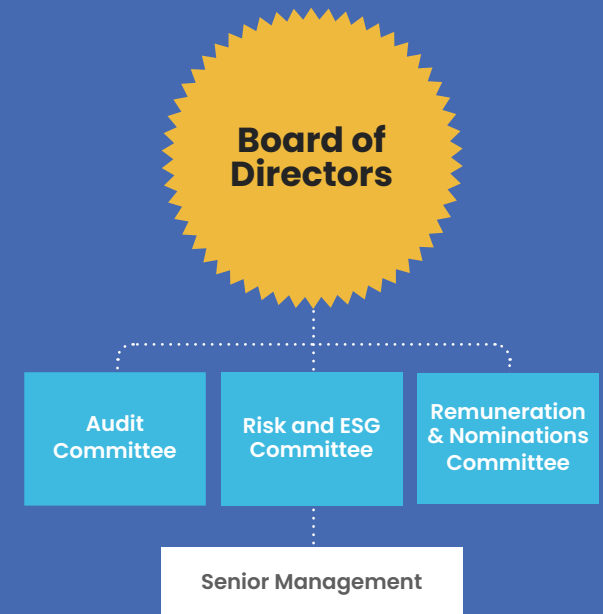 Board of
Directors
Audit
Committee
Risk and ESG
Committee
Remuneration
& Nominations
Committee
Senior Management